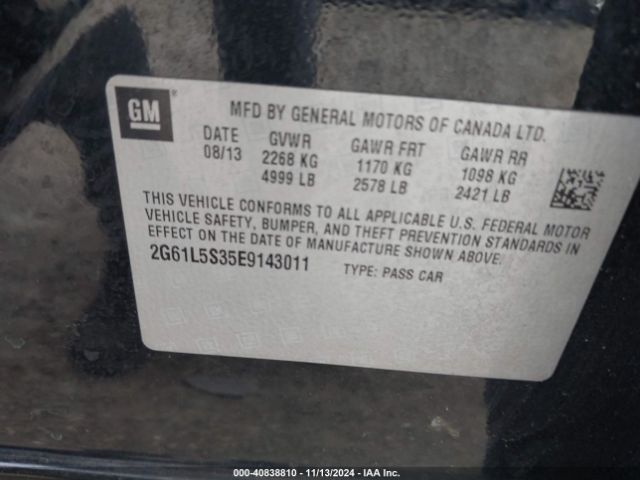 GM®
MFD BY GENERAL MOTORS OF CANADA LTD.
DATE GVWR GAWR FRT GAWR RR
08/13 2268 KG 1170 KG 1098 KG
4999 LB 2578 LB 2421 LB
THIS VEHICLE CONFORMS TO ALL APPLICABLE U.S. FEDERAL MOTOR
VEHICLE SAFETY, BUMPER, AND THEFT PREVENTION STANDARDS IN
EFFECT ON THE DATE OF MANUFACTURE SHOWN ABOVE.
2G61L5S35E9143011 TYPE: PASS CAR
000-40838810 - 11/13/2024 - IAA Inc.